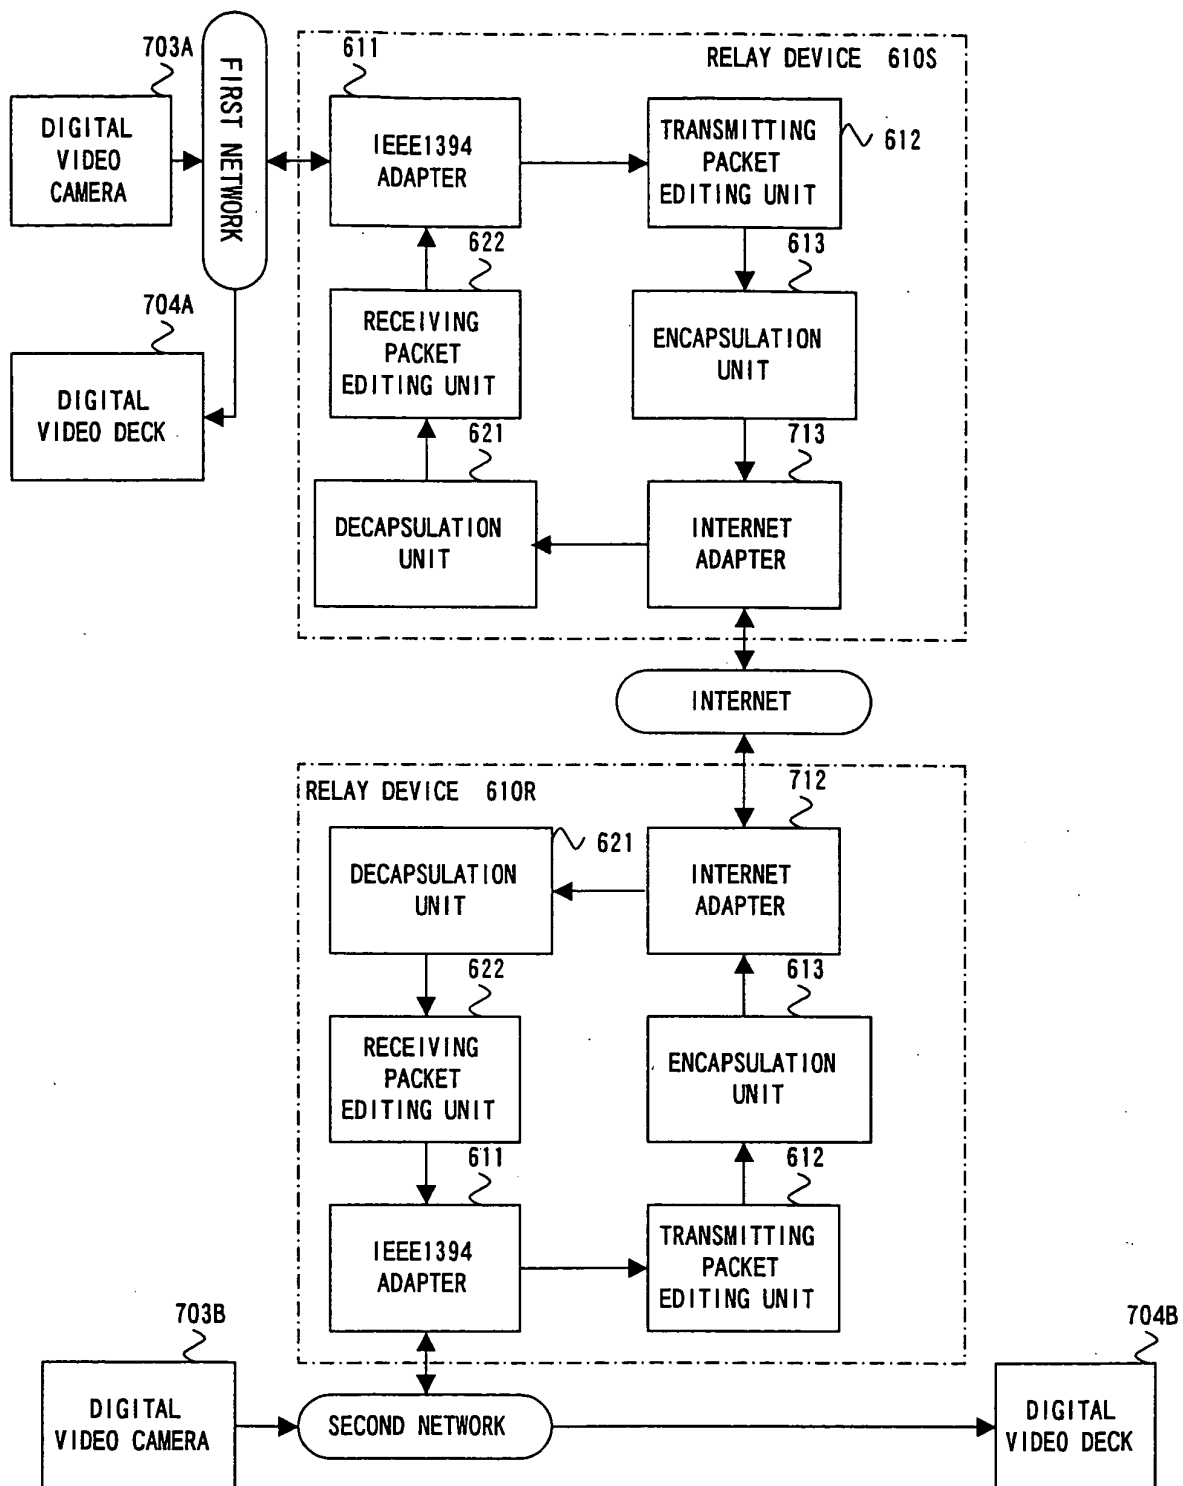 703A
FIRST NETWORK
611
RELAY DEVICE 610S
DIGITAL
VIDEO
CAMERA
IEEE1394
ADAPTER
TRANSMITTING
PACKET
EDITING UNIT
612
622
613
704A
RECEIVING
PACKET
EDITING UNIT
ENCAPSULATION
UNIT
DIGITAL
VIDEO DECK
621
713
DECAPSULATION
UNIT
INTERNET
ADAPTER
INTERNET
RELAY DEVICE 610R
712
621
DECAPSULATION
UNIT
INTERNET
ADAPTER
622
613
RECEIVING
PACKET
EDITING UNIT
ENCAPSULATION
UNIT
611
612
IEEE1394
ADAPTER
TRANSMITTING
PACKET
EDITING UNIT
703B
704B
DIGITAL
VIDEO CAMERA
SECOND NETWORK
DIGITAL
VIDEO DECK